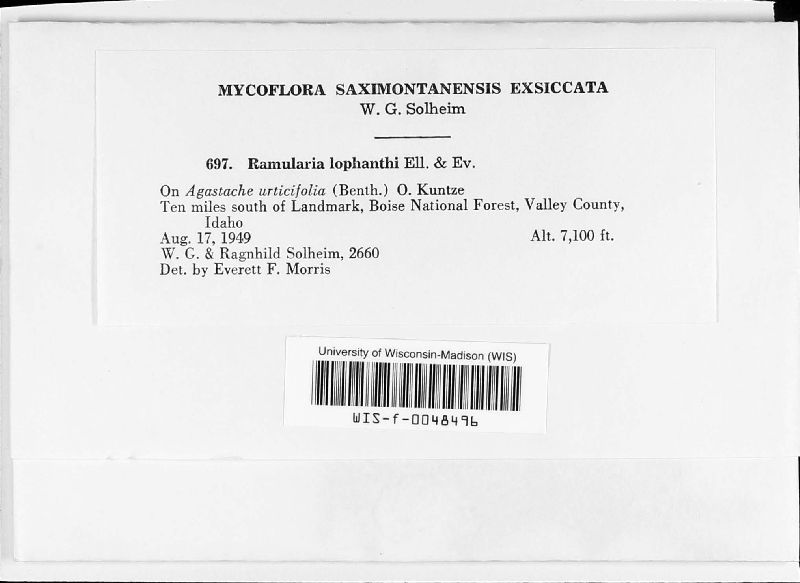 MYCOFLORA SAXIMONTANENSIS EXSICCATA
W. G. Solheim
697. Ramularia lophanthi Ell. & Ev.
On Agastache urticifolia (Benth.) O. Kuntze
Ten miles south of Landmark, Boise National Forest, Valley County,
Idaho
Aug. 17, 1949 Alt. 7,100 ft.
W. G. & Ragnhild Solheim, 2660
Det. by Everett F. Morris
University of Wisconsin-Madison (WIS)
WIS-f-0048496